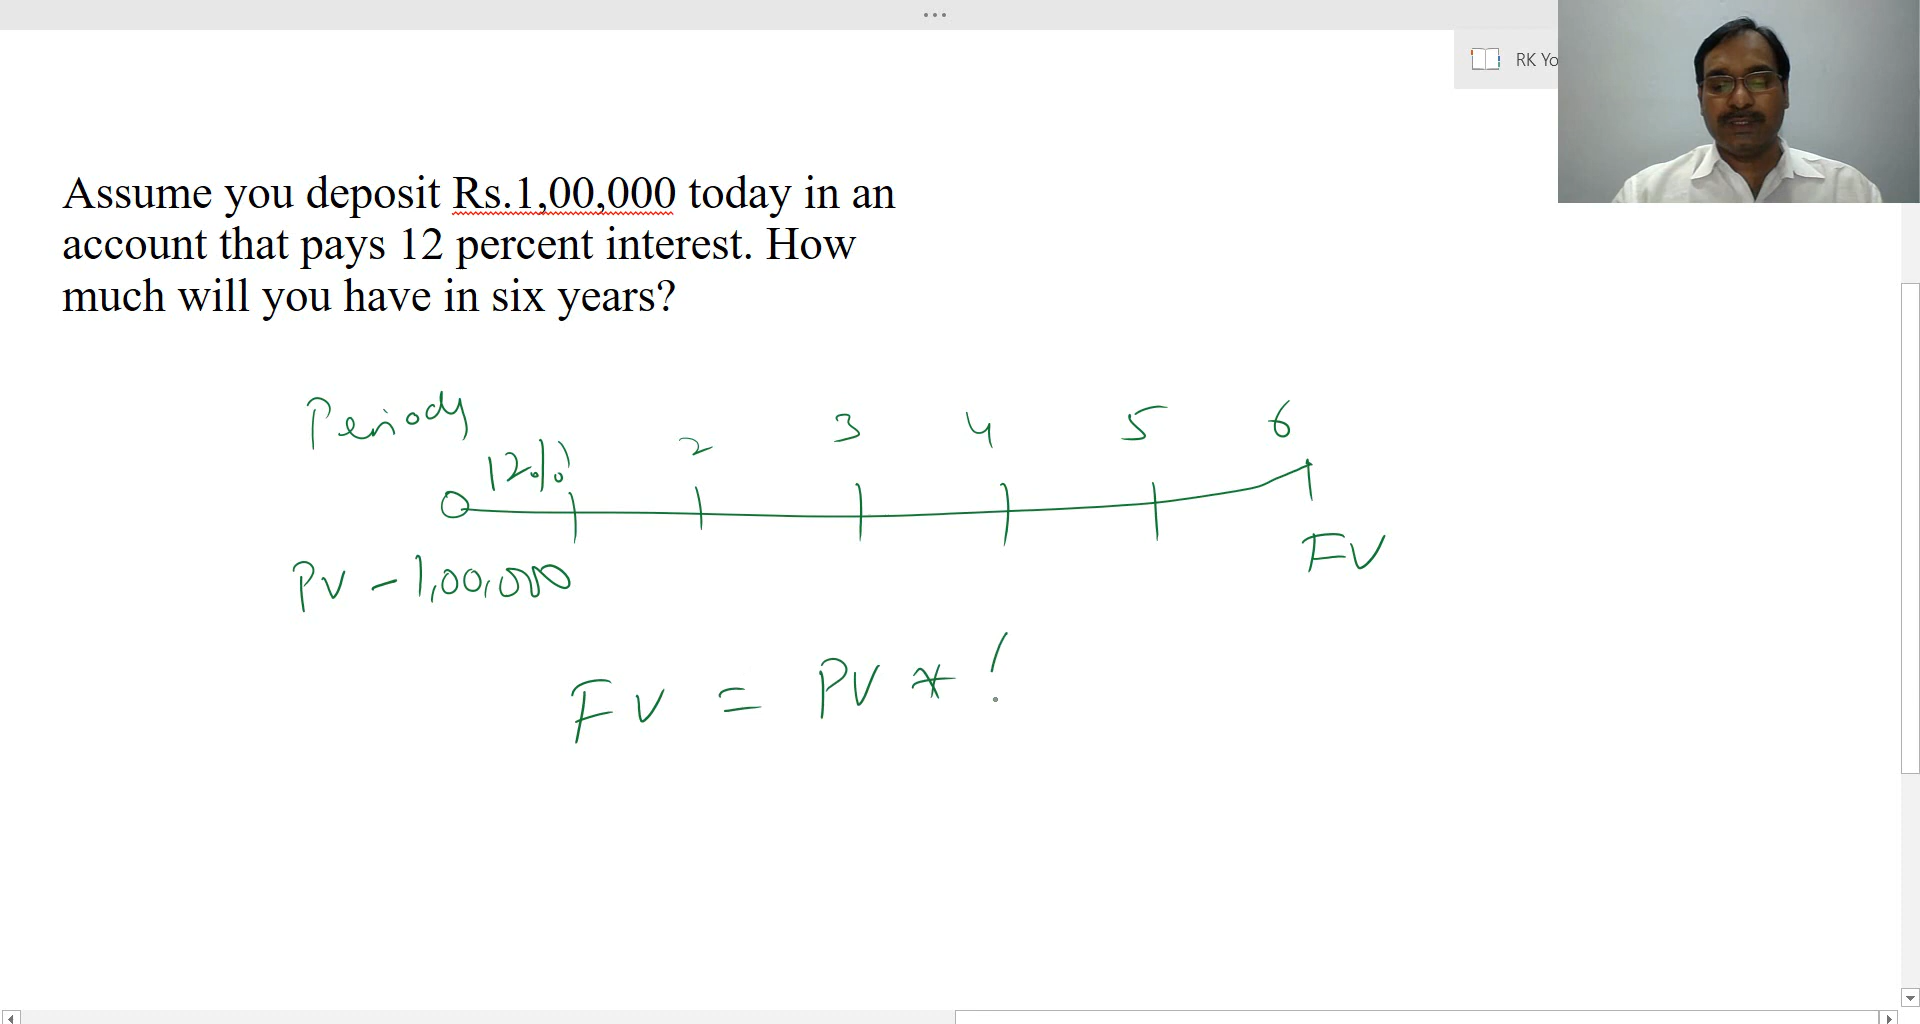 RK Yo
Assume you deposit Rs.1,00,000 today in an
account that pays 12 percent interest. How
much will you have in six years?
Periods
12% 2 3 4 5 6
0
PV - 1,00,000 FV
FV = PV * (